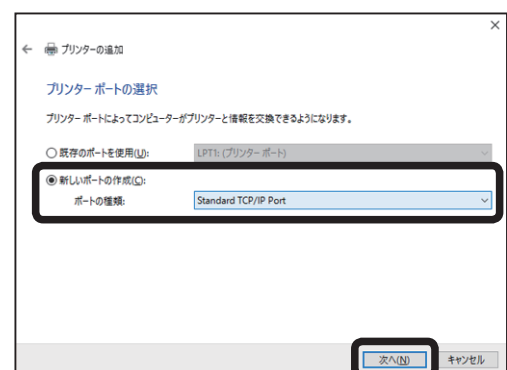 プリンターの追加
プリンター ポートの選択
プリンター ポートによってコンピューターがプリンターと情報を交換できるようになります。
既存のポートを使用(U): LPT1: (プリンター ポート)
新しいポートの作成(C):
ポートの種類: Standard TCP/IP Port
次へ(N) キャンセル